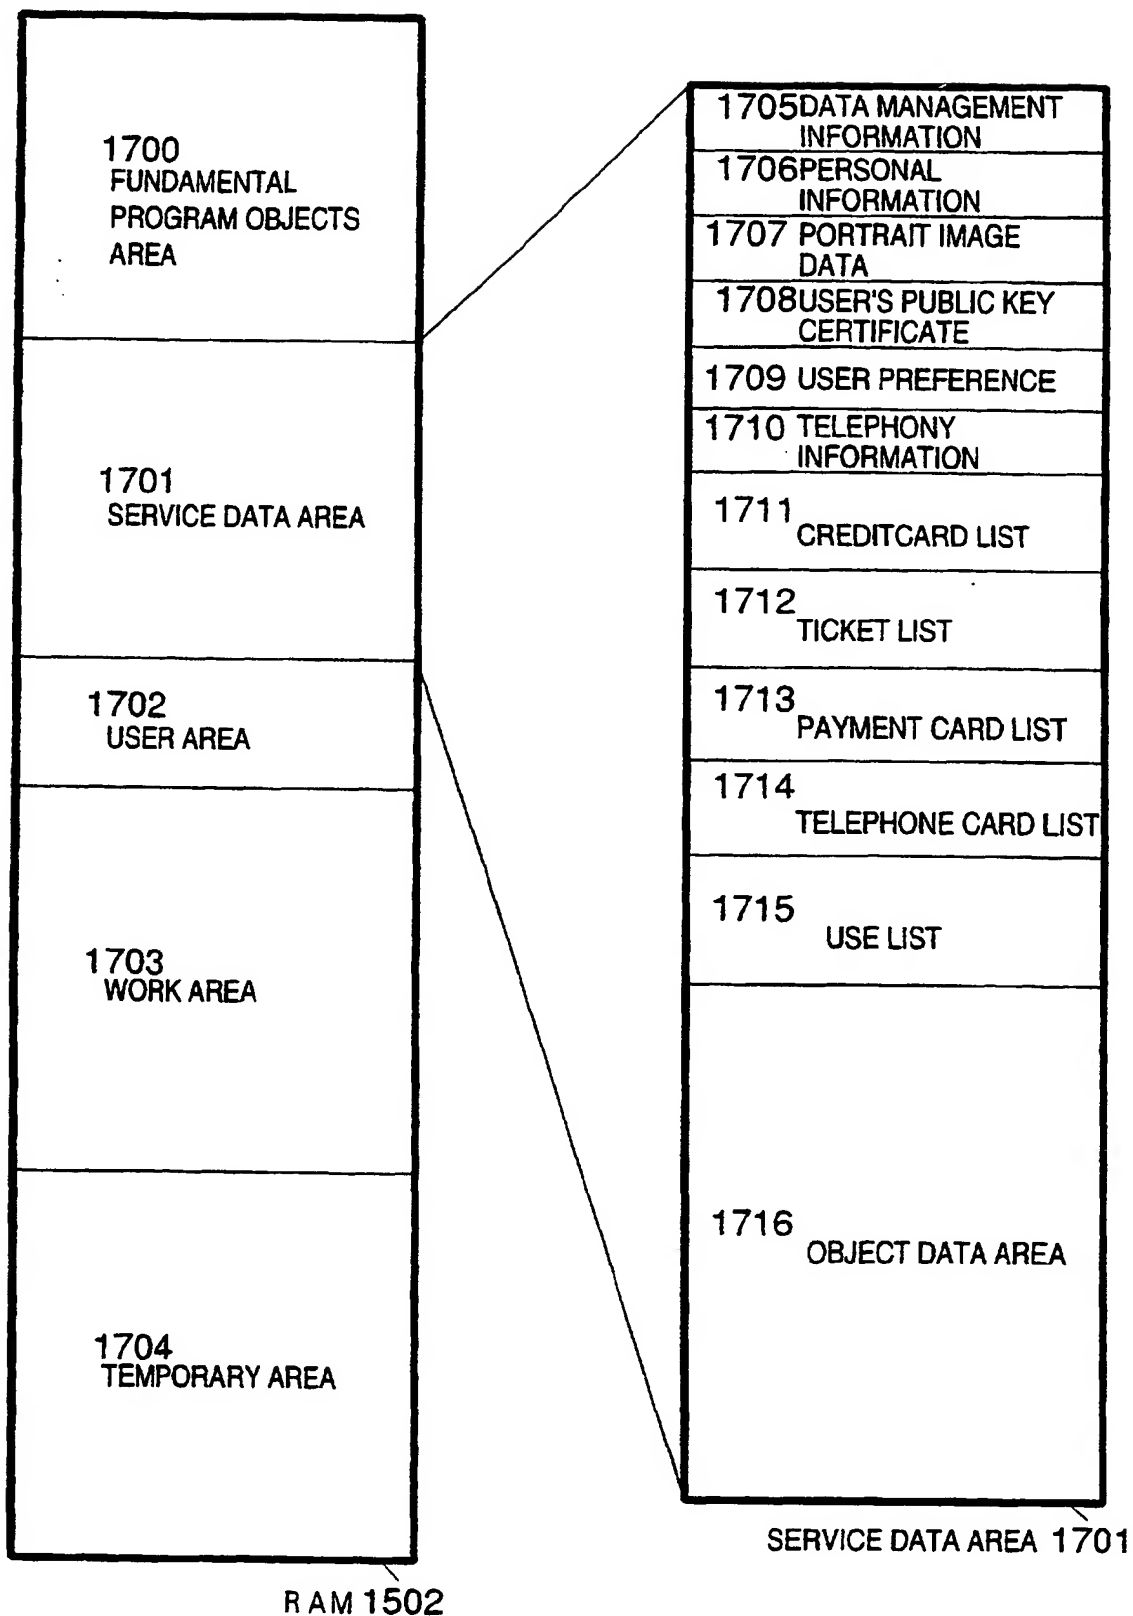 1700
FUNDAMENTAL
PROGRAM OBJECTS
AREA
1701
SERVICE DATA AREA
1702
USER AREA
1703
WORK AREA
1704
TEMPORARY AREA
RAM 1502
1705 DATA MANAGEMENT
INFORMATION
1706 PERSONAL
INFORMATION
1707 PORTRAIT IMAGE
DATA
1708 USER'S PUBLIC KEY
CERTIFICATE
1709 USER PREFERENCE
1710 TELEPHONY
INFORMATION
1711
CREDITCARD LIST
1712
TICKET LIST
1713
PAYMENT CARD LIST
1714
TELEPHONE CARD LIST
1715
USE LIST
1716
OBJECT DATA AREA
SERVICE DATA AREA 1701